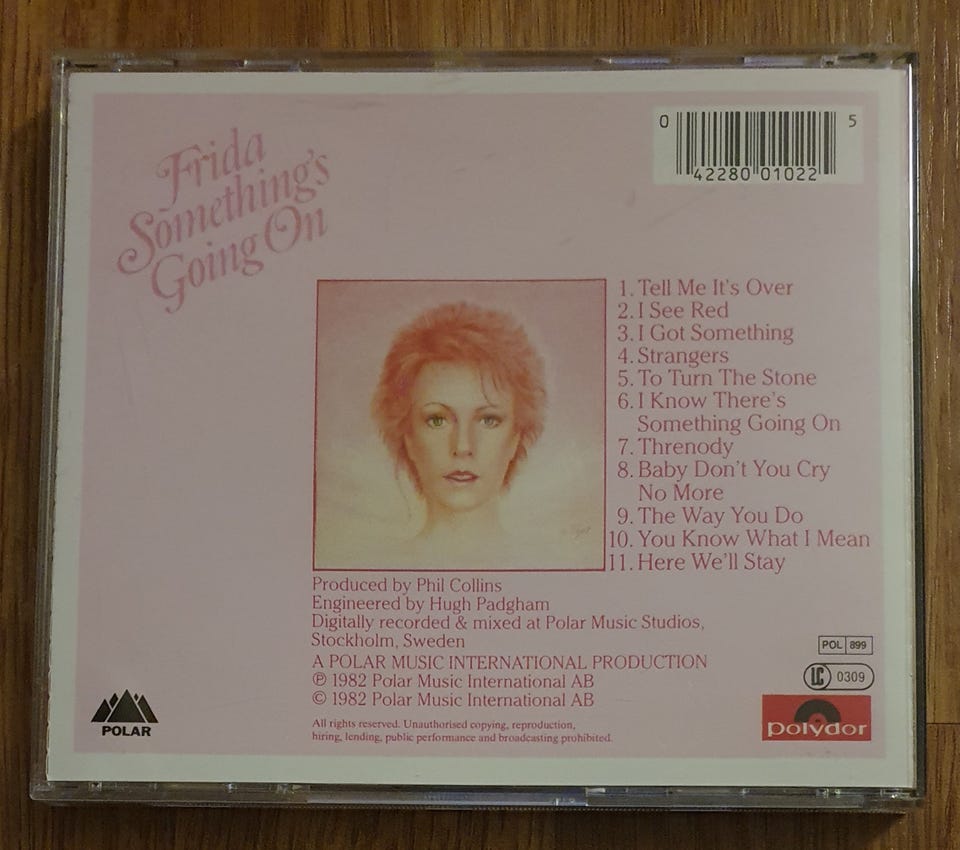 Frida
Something's
Going On
0 42280 01022 5
1. Tell Me It's Over
2. I See Red
3. I Got Something
4. Strangers
5. To Turn The Stone
6. I Know There's
Something Going On
7. Threnody
8. Baby Don't You Cry
No More
9. The Way You Do
10. You Know What I Mean
11. Here We'll Stay
Produced by Phil Collins
Engineered by Hugh Padgham
Digitally recorded & mixed at Polar Music Studios,
Stockholm, Sweden
A POLAR MUSIC INTERNATIONAL PRODUCTION
℗ 1982 Polar Music International AB
© 1982 Polar Music International AB
All rights reserved. Unauthorised copying, reproduction,
hiring, lending, public performance and broadcasting prohibited.
POLAR
POL 899
LC 0309
polydor